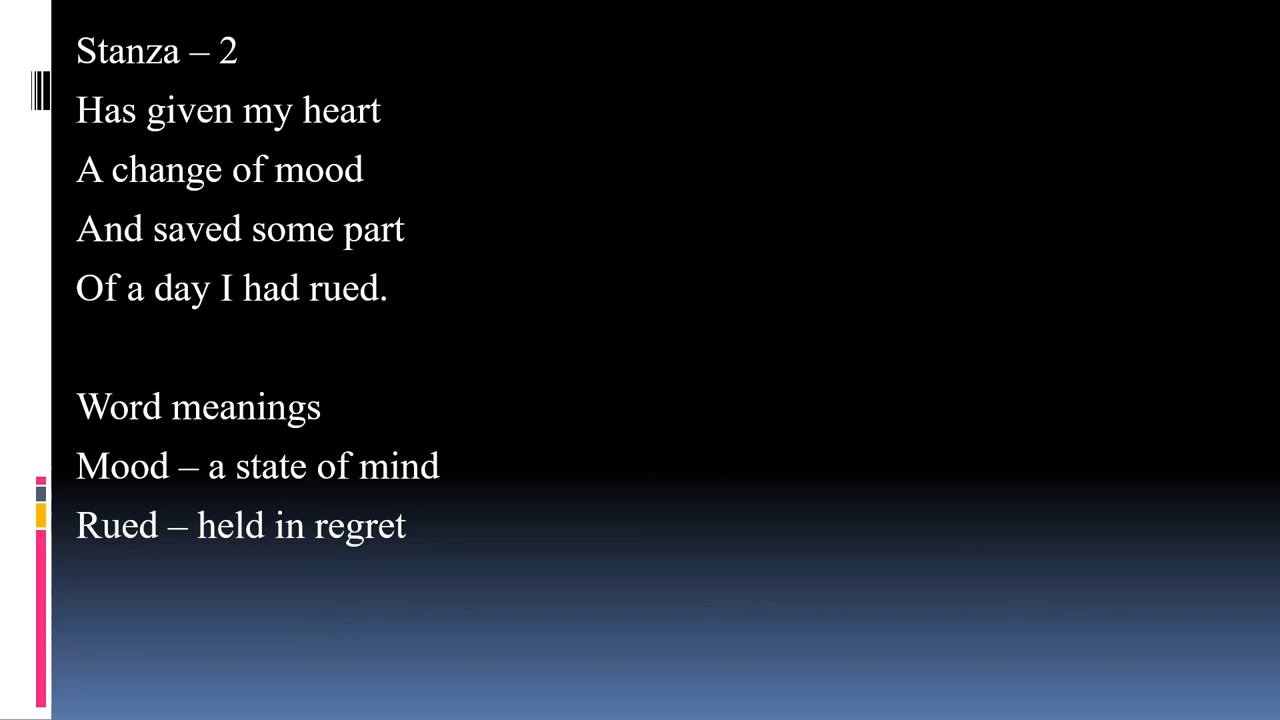 Stanza – 2
Has given my heart
A change of mood
And saved some part
Of a day I had rued.
Word meanings
Mood – a state of mind
Rued – held in regret